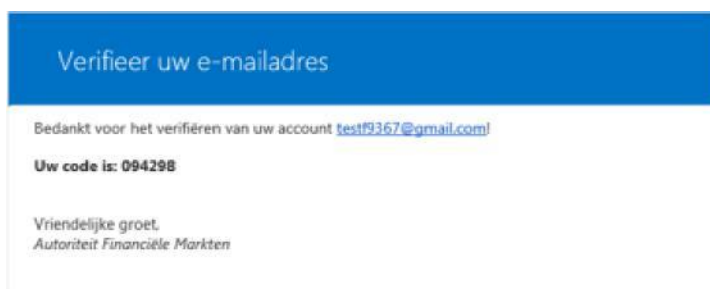 Verifieer uw e-mailadres
Bedankt voor het verifiëren van uw account testf9367@gmail.com!
Uw code is: 094298
Vriendelijke groet,
Autoriteit Financiële Markten